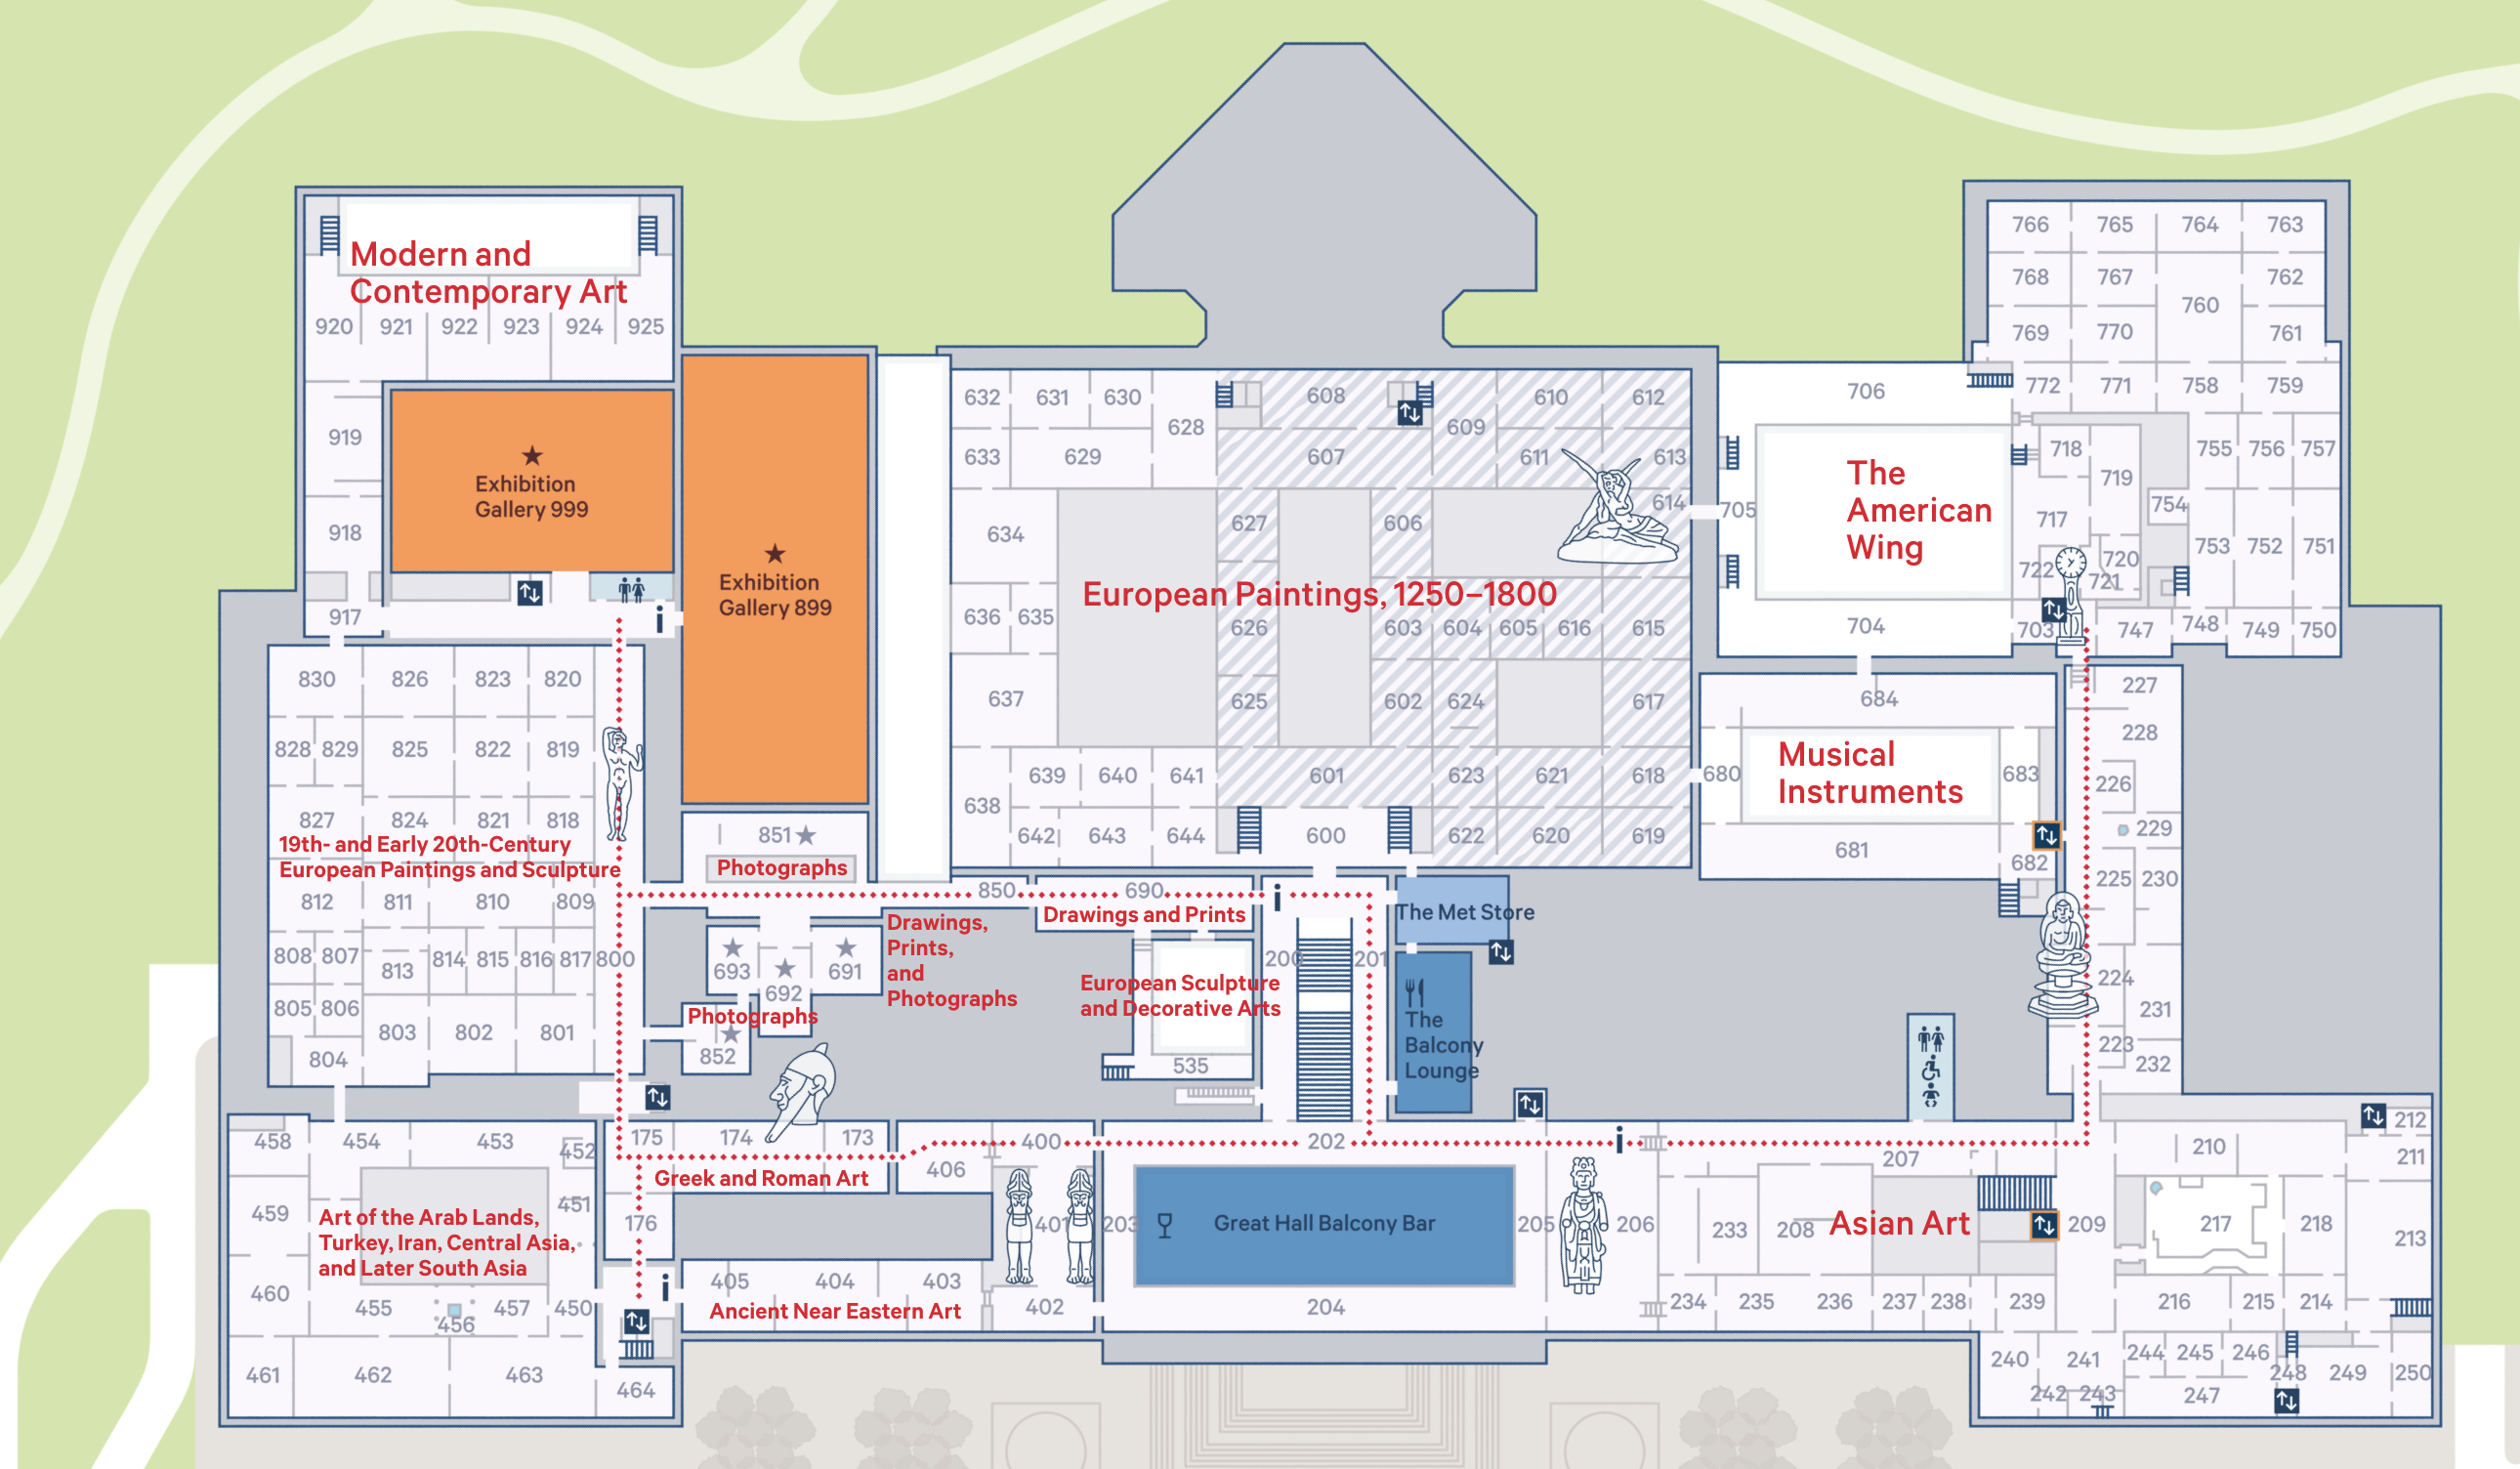 766 765 764 763
Modern and
Contemporary Art
768 767 762
760
920 921 922 923 924 925
769 770 761
772 771 758 759
706
632 631 630 608 610 612
628 609
919
633 629 607 611 613
718 755 756 757
The
American
Wing
719
Exhibition
Gallery 999
634 627 606 614 705
717 754
918
753 752 751
722 720
721
Exhibition
Gallery 899
European Paintings, 1250–1800
917
636 635 626 603 604 605 616 615
704 703 747 748 749 750
830 826 823 820
637 625 602 624 617
684 227
228
828 829 825 822 819
Musical
Instruments
639 640 641 601 623 621 618 680 683
226
638
827 824 821 818
851
642 643 644 600 622 620 619
681 682 229
19th- and Early 20th-Century
European Paintings and Sculpture
Photographs
812 811 810 809
850 690
225 230
Drawings and Prints
The Met Store
Drawings,
Prints,
and
Photographs
808 807 813 814 815 816 817 800
693 692 691
200 201
224
European Sculpture
and Decorative Arts
805 806 803 802 801
Photographs
852
231
The
Balcony
Lounge
804
535
223
232
458 454 453 452
175 174 173
400 202
406
207
210 212
211
Greek and Roman Art
459 451
Art of the Arab Lands,
Turkey, Iran, Central Asia,
and Later South Asia
176
401 203
Great Hall Balcony Bar
205 206 233 208
Asian Art
209 217 218 213
460 455 456 457 450
405 404 403
Ancient Near Eastern Art
402 204
234 235 236 237 238 239
216 215 214
461 462 463 464
240 241 244 245 246
248 249 250
242 243 247